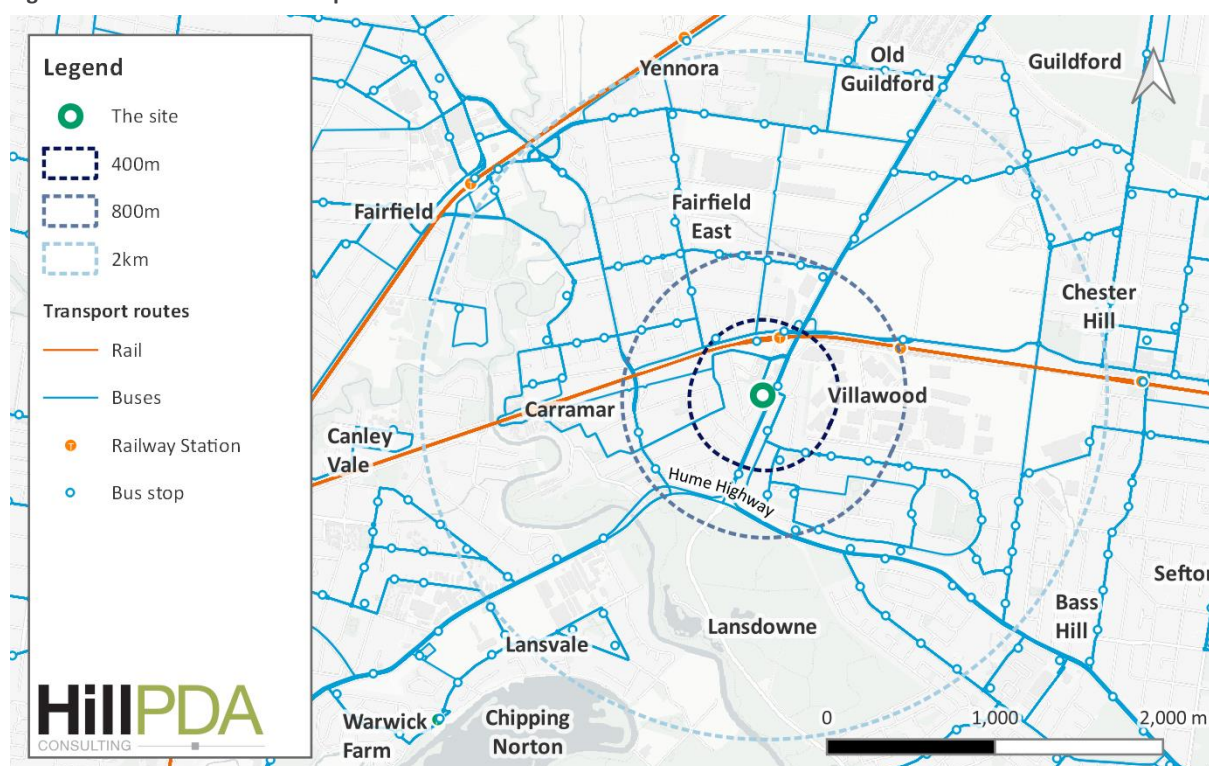 Legend
The site
400m
800m
2km
Transport routes
Rail
Buses
Railway Station
Bus stop
HillPDA
CONSULTING
Yennora
Old
Guildford
Guildford
Fairfield
Fairfield
East
Chester
Hill
Carramar
Villawood
Canley
Vale
Hume Highway
Sefton
Bass
Hill
Lansdowne
Lansvale
Warwick
Farm
Chipping
Norton
0
1,000
2,000 m